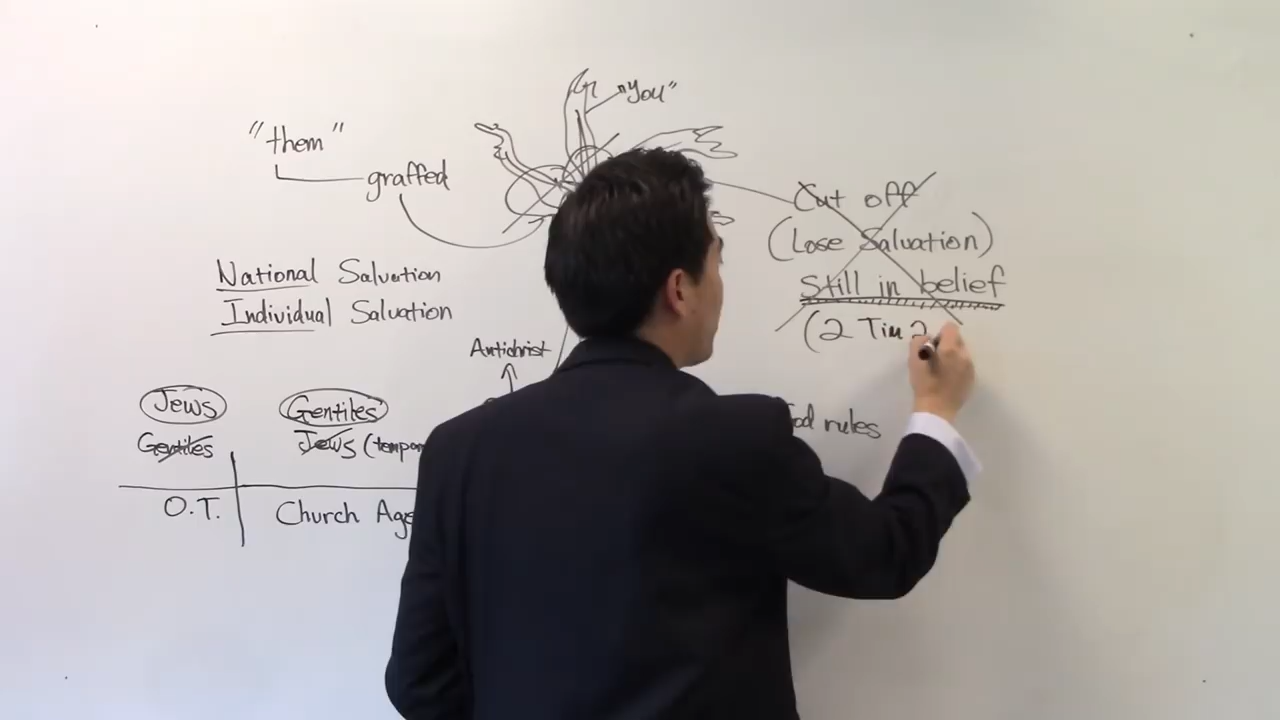 "You"
"them"
graffed
Cut off
(Lose Salvation)
Still in belief
(2 Tim 2
National Salvation
Individual Salvation
Antichrist
Jews
Gentiles
Gentiles
Jews (tempor
rules
O.T.
Church Age